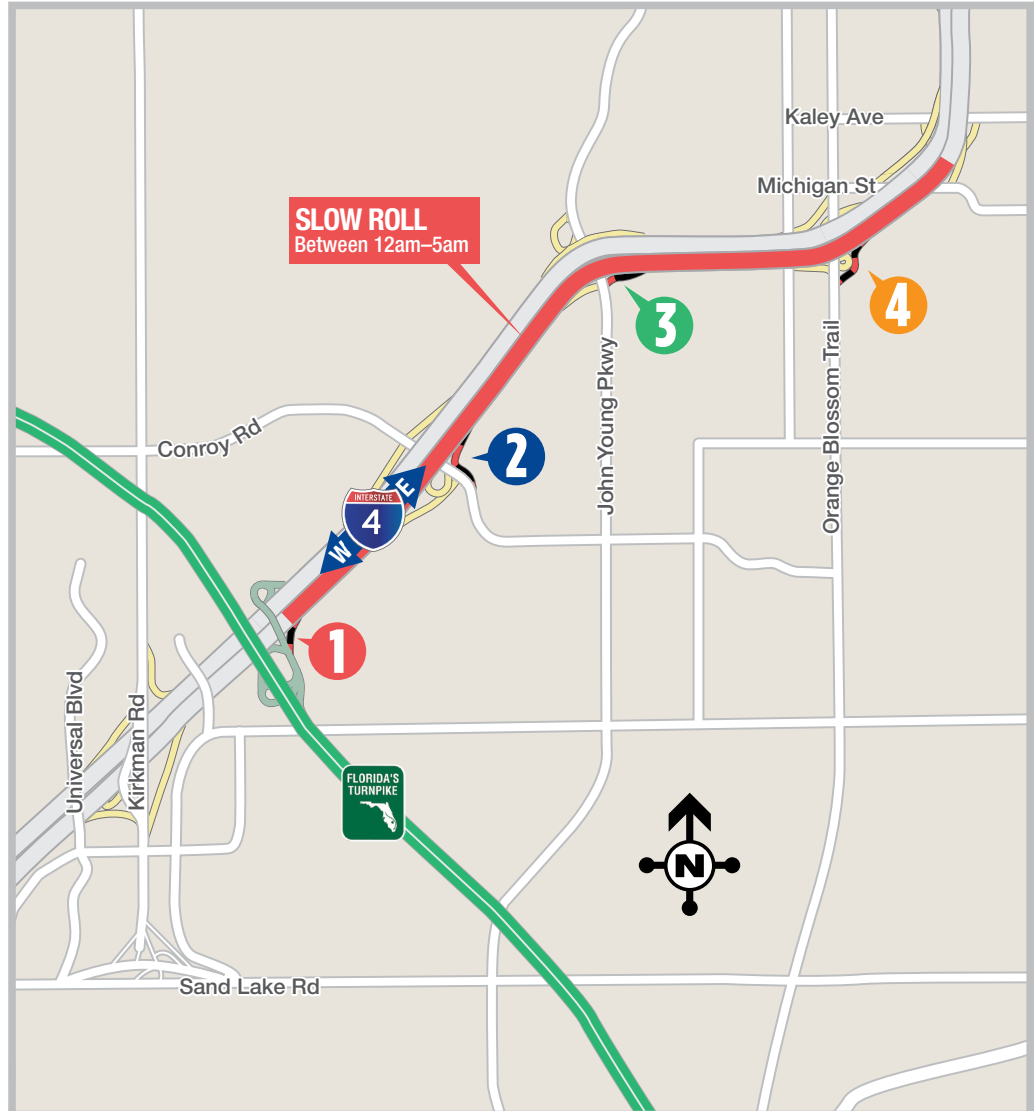 Kaley Ave
Michigan St
SLOW ROLL
Between 12am–5am
4
3
John Young Pkwy
Orange Blossom Trail
Conroy Rd
2
E
INTERSTATE
4
W
1
Universal Blvd
Kirkman Rd
FLORIDA'S
TURNPIKE
N
Sand Lake Rd